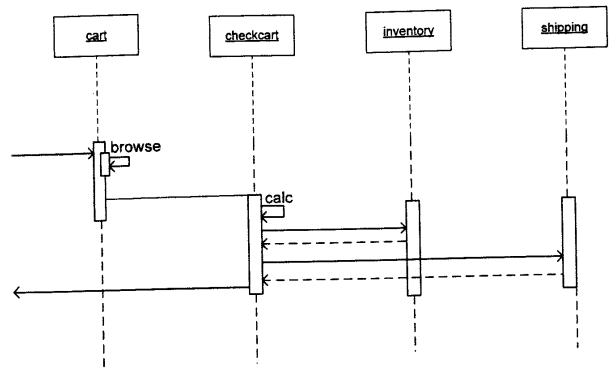 cart
checkcart
inventory
shipping
browse
calc